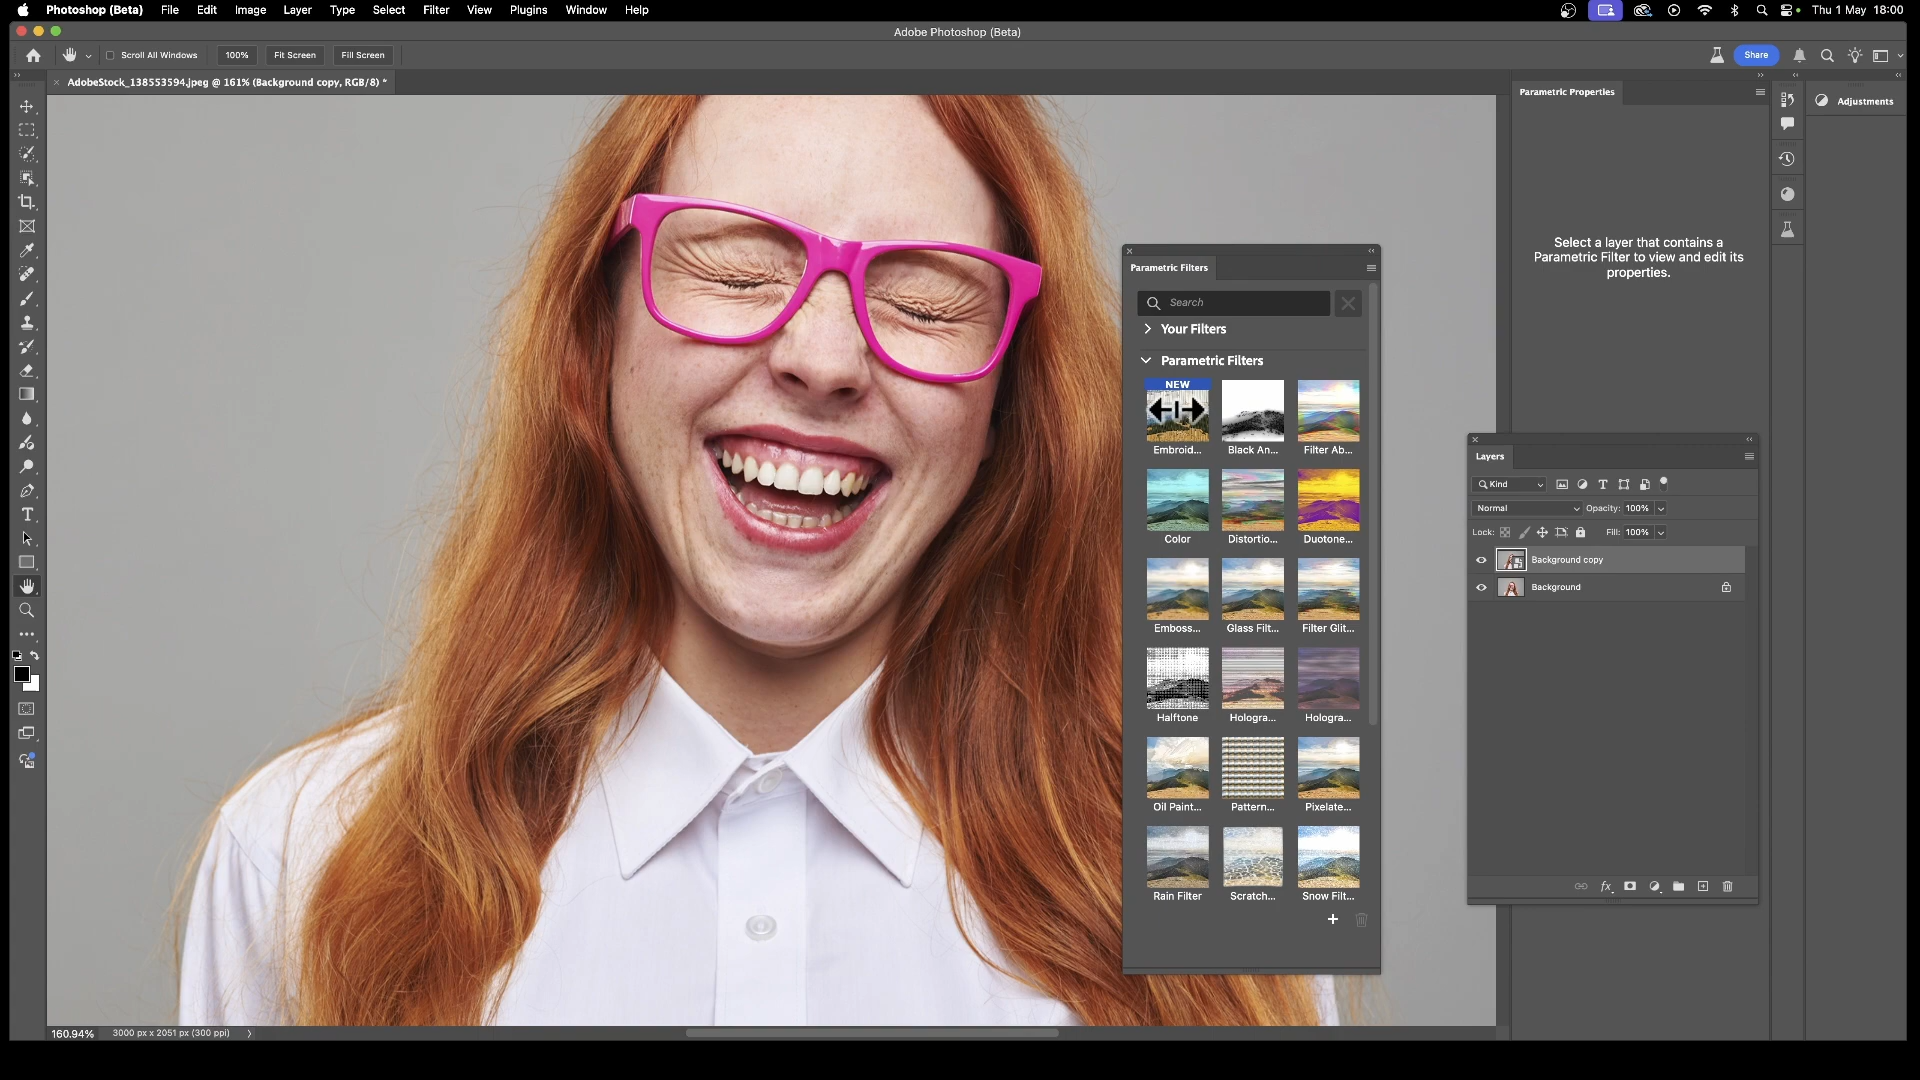 Photoshop (Beta) File Edit Image Layer Type Select Filter View Plugins Window Help
Thu 1 May 18:00
Adobe Photoshop (Beta)
Scroll All Windows 100% Fit Screen Fill Screen
Share
AdobeStock_138553594.jpeg @ 161% (Background copy, RGB/8) *
Parametric Properties
Adjustments
Select a layer that contains a
Parametric Filter to view and edit its
properties.
Parametric Filters
Search
Your Filters
Parametric Filters
NEW
Embroid... Black An... Filter Ab...
Color Distortio... Duotone...
Emboss... Glass Filt... Filter Glit...
Halftone Hologra... Hologra...
Oil Paint... Pattern... Pixelate...
Rain Filter Scratch... Snow Filt...
Layers
Kind
Normal Opacity: 100%
Lock: Fill: 100%
Background copy
Background
160.94% 3000 px x 2051 px (300 ppi)